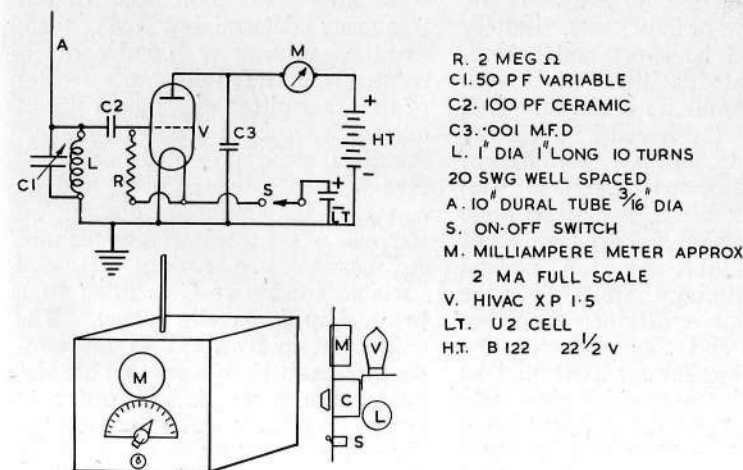 A
M
C2
+
V
C3
HT
L
R
C1
S
+
-
-
LT
R. 2 MEG Ω
C1. 50 PF VARIABLE
C2. 100 PF CERAMIC
C3. ·001 M.F.D
L. 1" DIA 1" LONG 10 TURNS
20 SWG WELL SPACED
A. 10" DURAL TUBE 3/16" DIA
S. ON-OFF SWITCH
M. MILLIAMPERE METER APPROX
2 MA FULL SCALE
V. HIVAC XP 1·5
L.T. U2 CELL
H.T. B 122 22 1/2 V
M
M
V
C
L
S